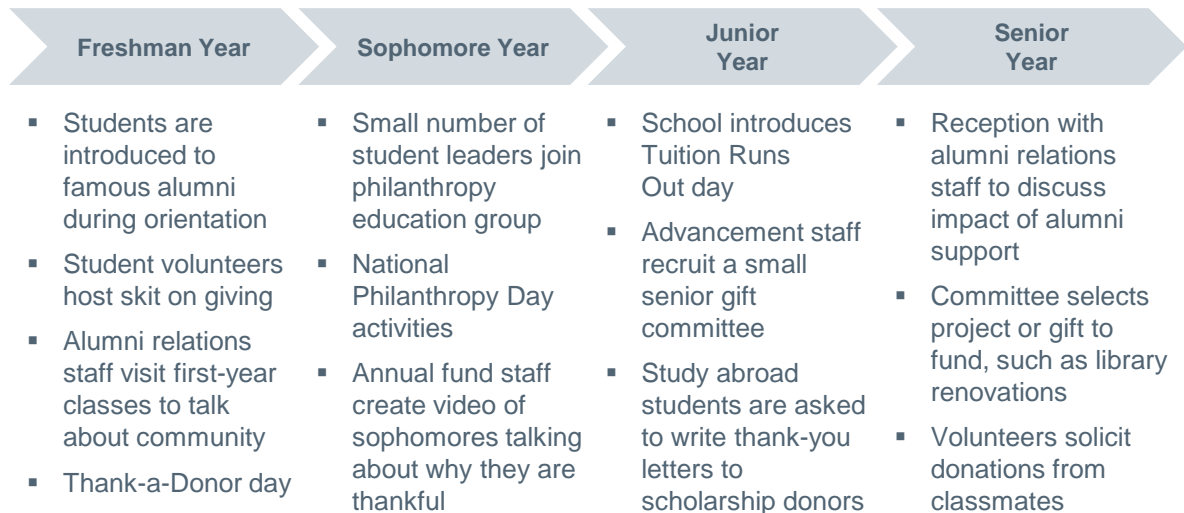 Freshman Year
Students are
introduced to
famous alumni
during orientation
Student volunteers
host skit on giving
Alumni relations
staff visit first-year
classes to talk
about community
Thank-a-Donor day
Sophomore Year
Small number of
student leaders join
philanthropy
education group
National
Philanthropy Day
activities
Annual fund staff
create video of
sophomores talking
about why they are
thankful
Junior
Year
School introduces
Tuition Runs
Out day
Advancement staff
recruit a small
senior gift
committee
Study abroad
students are asked
to write thank-you
letters to
scholarship donors
Senior
Year
Reception with
alumni relations
staff to discuss
impact of alumni
support
Committee selects
project or gift to
fund, such as library
renovations
Volunteers solicit
donations from
classmates